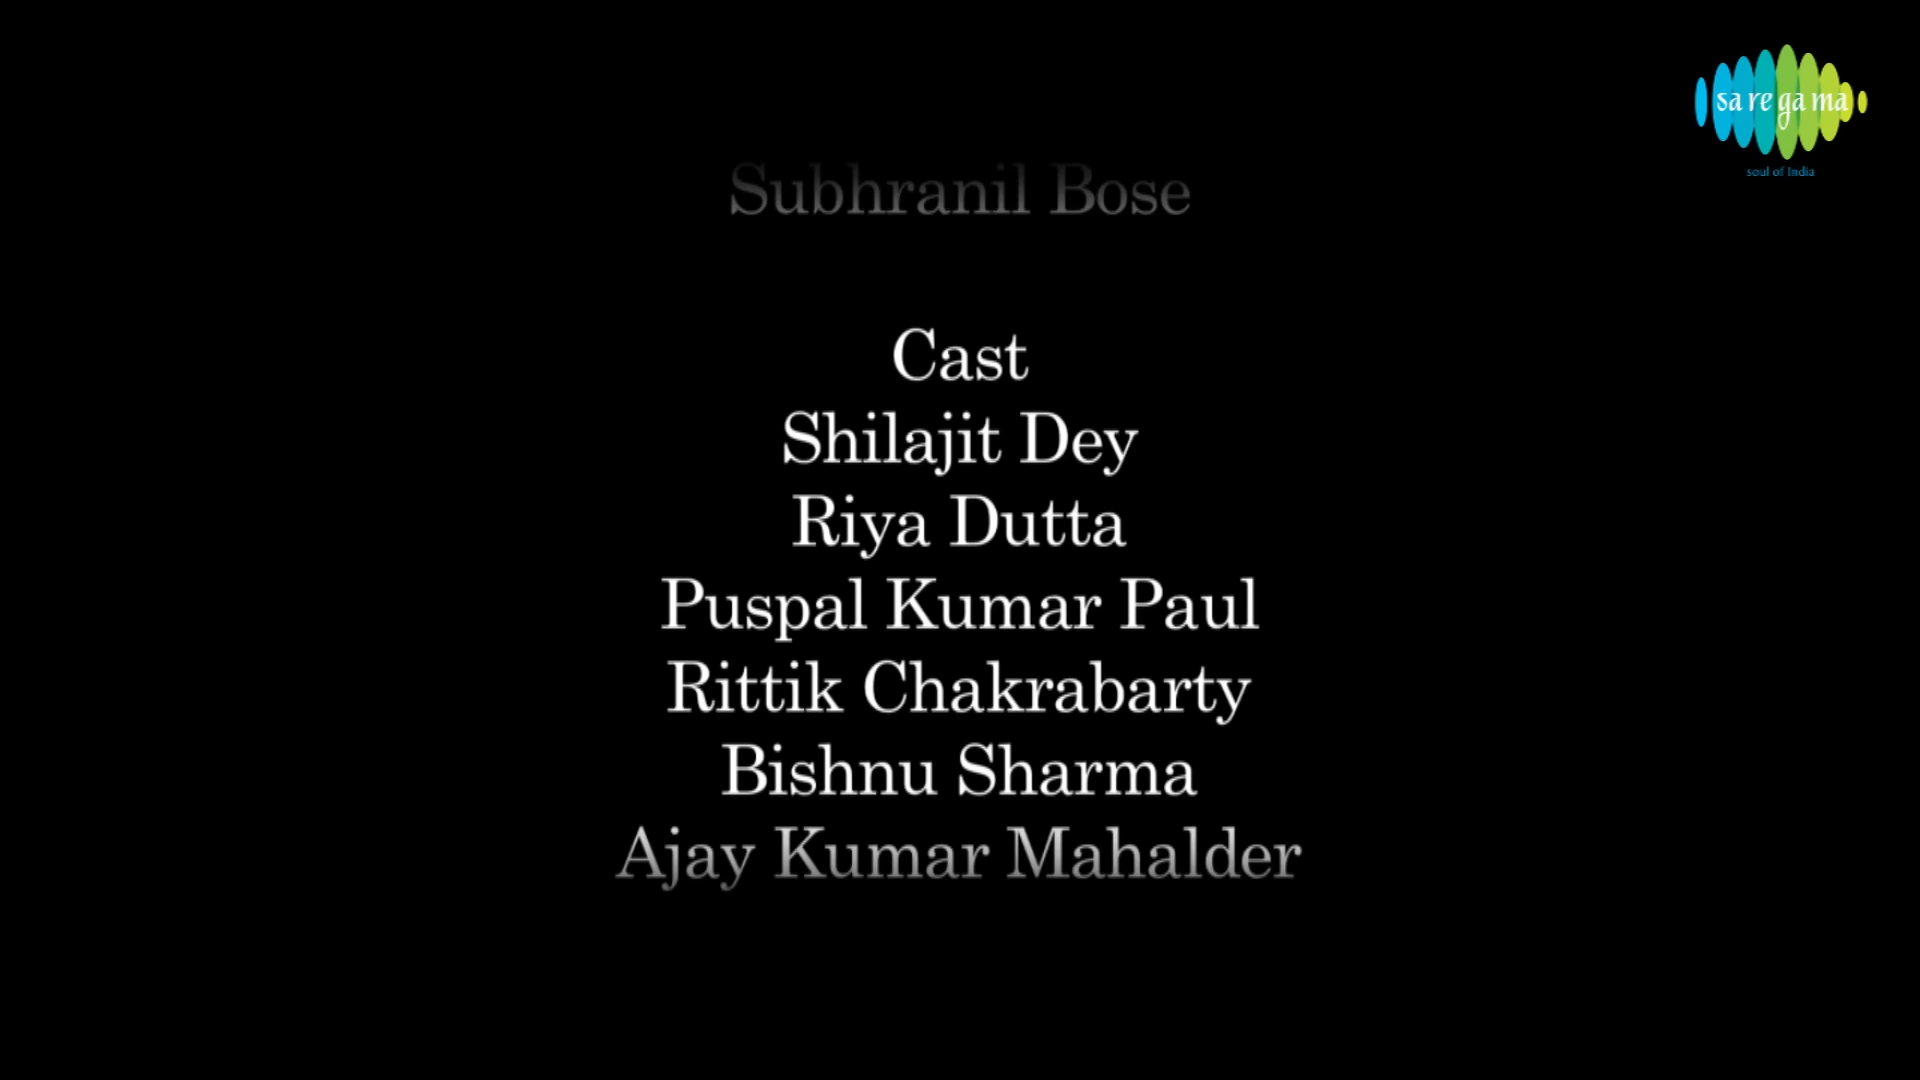 sa re ga ma
soul of India
Subhranil Bose
Cast
Shilajit Dey
Riya Dutta
Puspal Kumar Paul
Rittik Chakrabarty
Bishnu Sharma
Ajay Kumar Mahalder